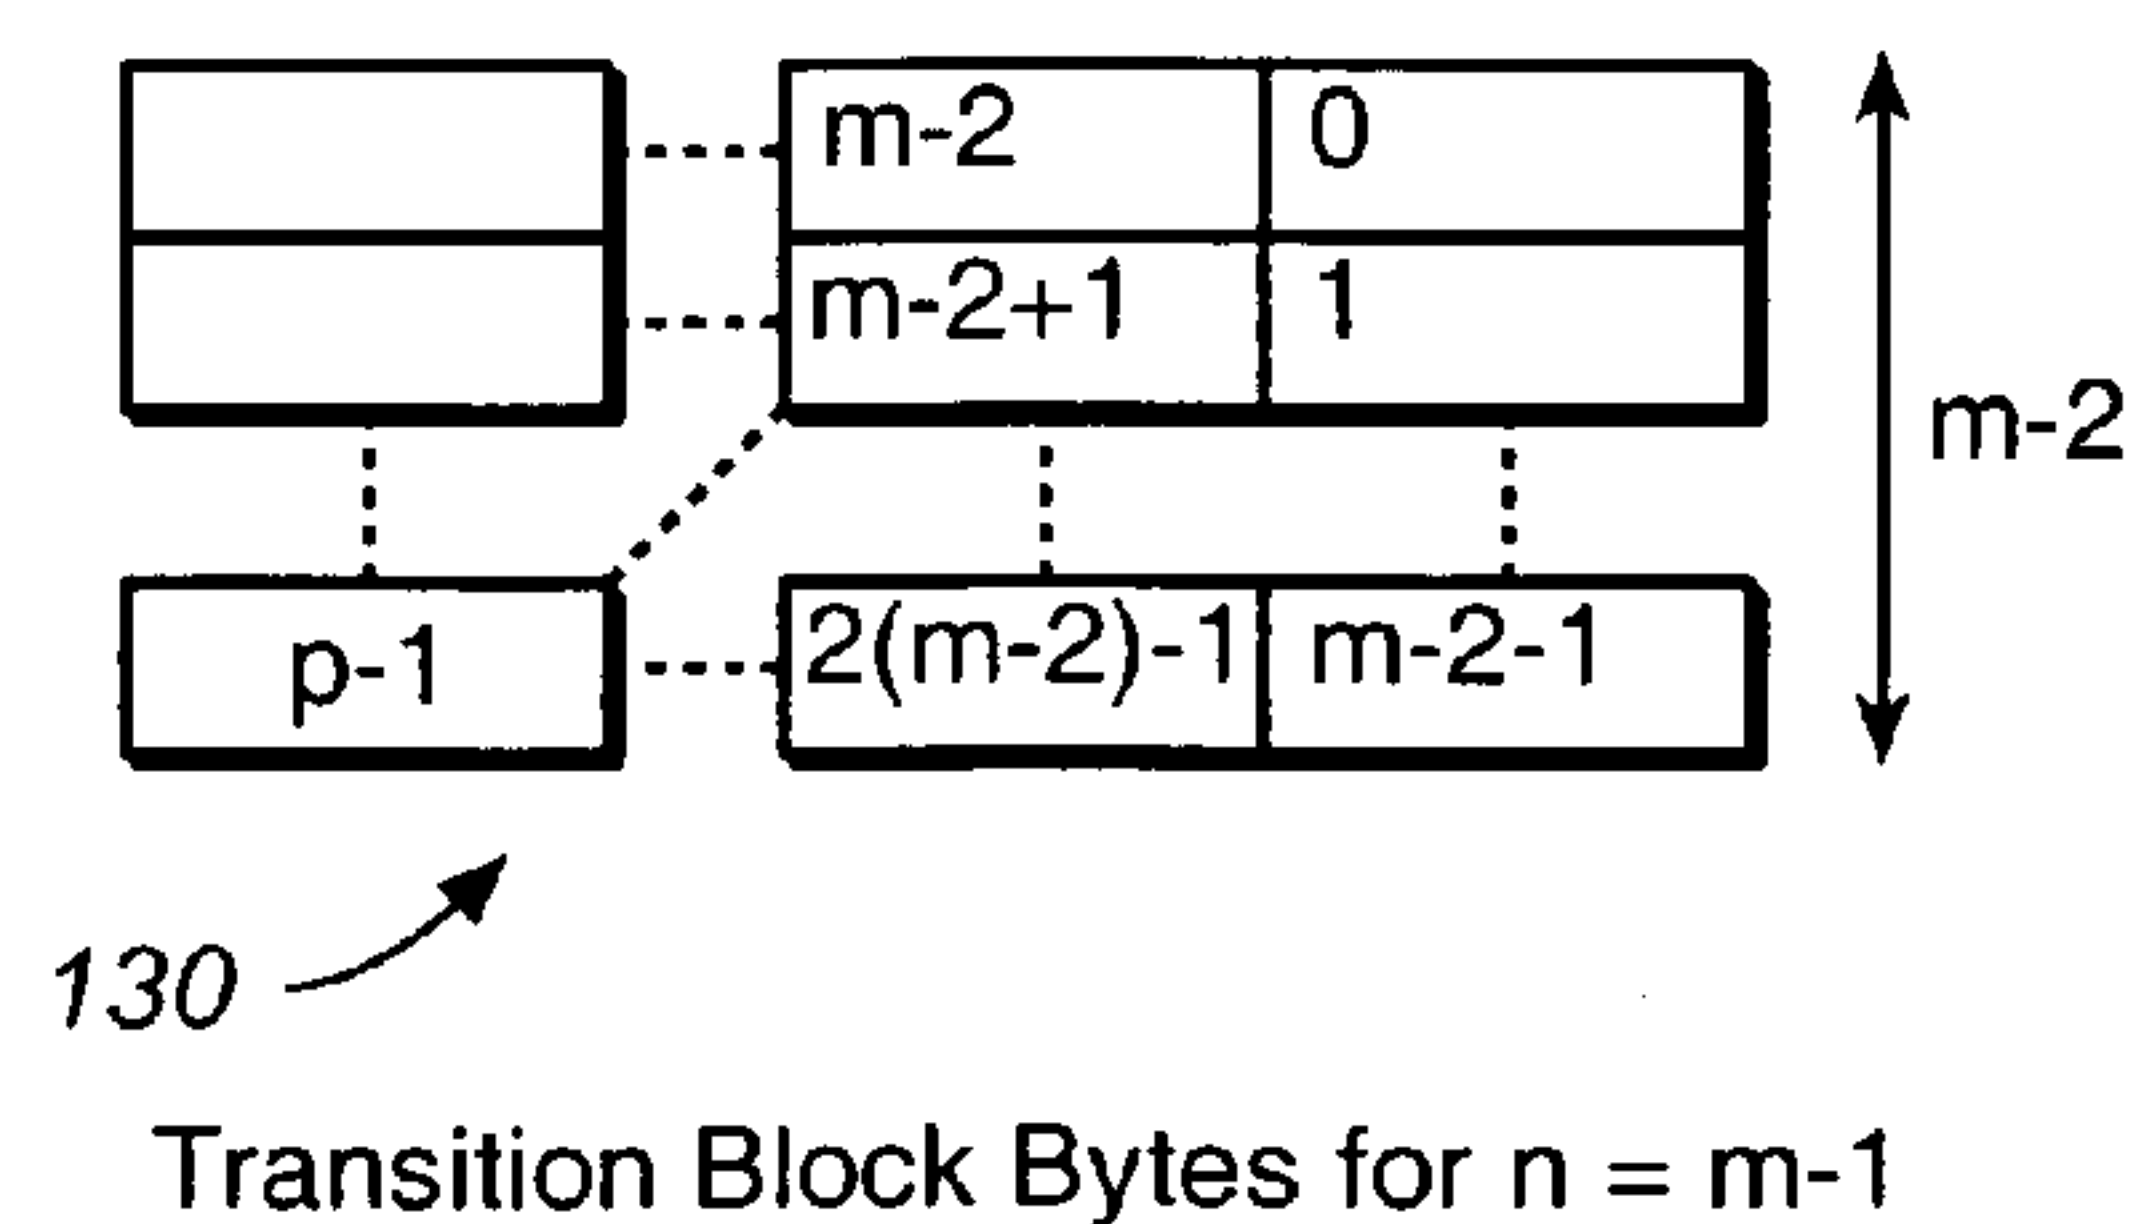 m-2 0
m-2+1 1
m-2
p-1 2(m-2)-1 m-2-1
130
Transition Block Bytes for n = m-1